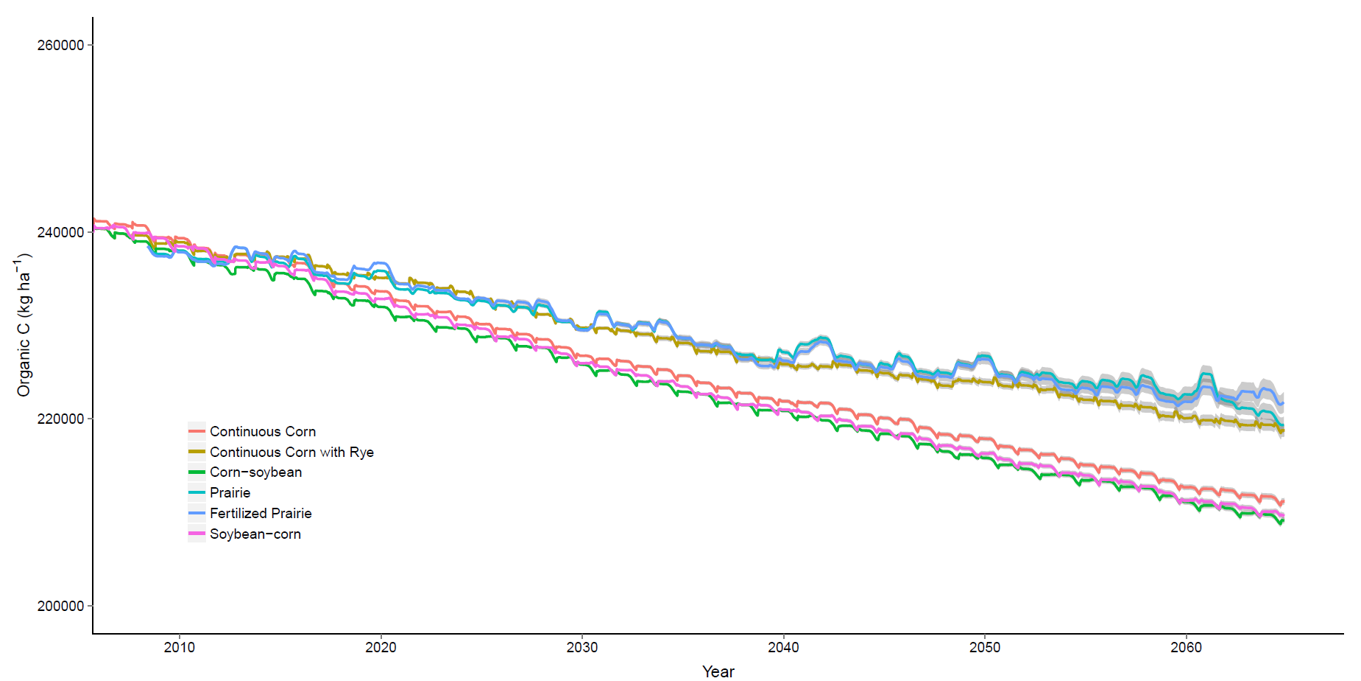 260000
240000
220000
200000
Organic C (kg ha⁻¹)
Continuous Corn
Continuous Corn with Rye
Corn−soybean
Prairie
Fertilized Prairie
Soybean−corn
2010 2020 2030 2040 2050 2060
Year